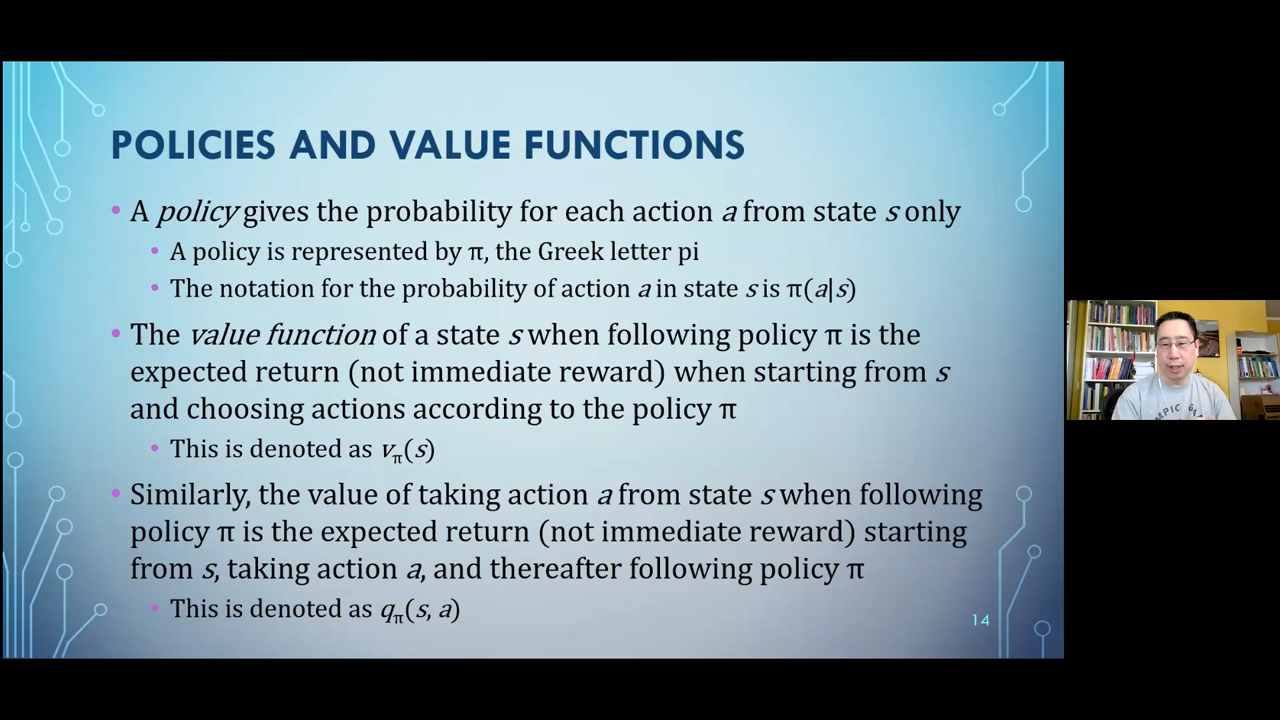 POLICIES AND VALUE FUNCTIONS
• A policy gives the probability for each action a from state s only
• A policy is represented by π, the Greek letter pi
• The notation for the probability of action a in state s is π(a|s)
• The value function of a state s when following policy π is the
expected return (not immediate reward) when starting from s
and choosing actions according to the policy π
• This is denoted as vπ(s)
• Similarly, the value of taking action a from state s when following
policy π is the expected return (not immediate reward) starting
from s, taking action a, and thereafter following policy π
• This is denoted as qπ(s, a)
14